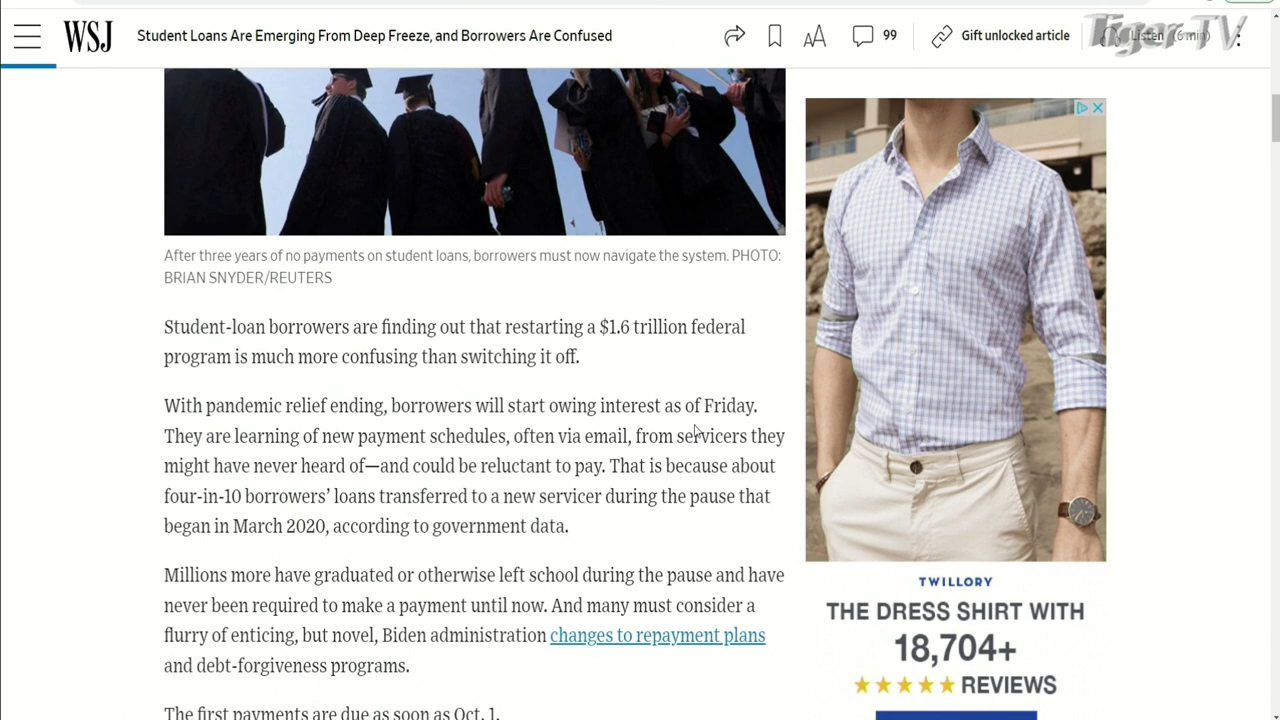 WSJ
Student Loans Are Emerging From Deep Freeze, and Borrowers Are Confused
99
Gift unlocked article
Listen (6 min)
Tiger TV
After three years of no payments on student loans, borrowers must now navigate the system. PHOTO:
BRIAN SNYDER/REUTERS
Student-loan borrowers are finding out that restarting a $1.6 trillion federal
program is much more confusing than switching it off.
With pandemic relief ending, borrowers will start owing interest as of Friday.
They are learning of new payment schedules, often via email, from servicers they
might have never heard of—and could be reluctant to pay. That is because about
four-in-10 borrowers’ loans transferred to a new servicer during the pause that
began in March 2020, according to government data.
Millions more have graduated or otherwise left school during the pause and have
never been required to make a payment until now. And many must consider a
flurry of enticing, but novel, Biden administration changes to repayment plans
and debt-forgiveness programs.
The first payments are due as soon as Oct. 1.
TWILLORY
THE DRESS SHIRT WITH
18,704+
★★★★★ REVIEWS